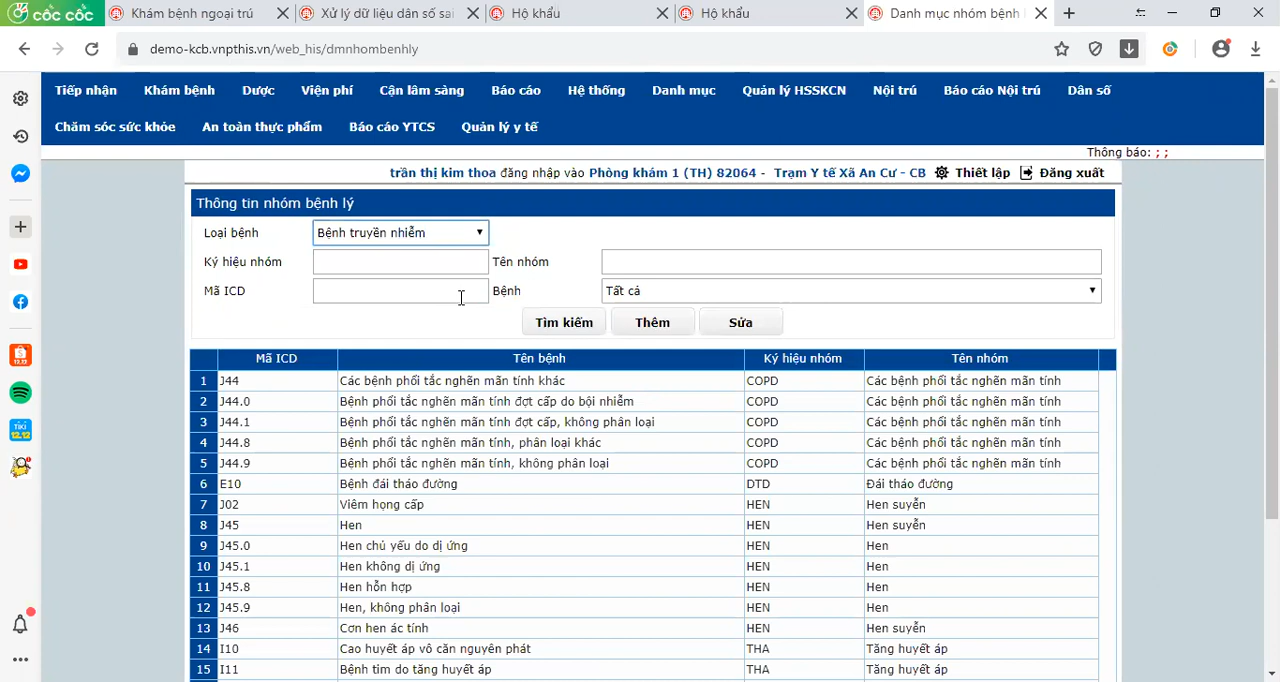 cốc cốc Khám bệnh ngoại trú Xử lý dữ liệu dân số sai Hộ khẩu Hộ khẩu Danh mục nhóm bệnh
demo-kcb.vnpthis.vn/web_his/dmnhombenhly
Tiếp nhận Khám bệnh Dược Viện phí Cận lâm sàng Báo cáo Hệ thống Danh mục Quản lý HSSKCN Nội trú Báo cáo Nội trú Dân số
Chăm sóc sức khỏe An toàn thực phẩm Báo cáo YTCS Quản lý y tế
Thông báo: ; ;
trần thị kim thoa đăng nhập vào Phòng khám 1 (TH) 82064 - Trạm Y tế Xã An Cư - CB Thiết lập Đăng xuất
Thông tin nhóm bệnh lý
Loại bệnh Bệnh truyền nhiễm
Ký hiệu nhóm Tên nhóm
Mã ICD Bệnh Tất cả
Tìm kiếm Thêm Sửa
Mã ICD Tên bệnh Ký hiệu nhóm Tên nhóm
1 J44 Các bệnh phổi tắc nghẽn mãn tính khác COPD Các bệnh phổi tắc nghẽn mãn tính
2 J44.0 Bệnh phổi tắc nghẽn mãn tính đợt cấp do bội nhiễm COPD Các bệnh phổi tắc nghẽn mãn tính
3 J44.1 Bệnh phổi tắc nghẽn mãn tính đợt cấp, không phân loại COPD Các bệnh phổi tắc nghẽn mãn tính
4 J44.8 Bệnh phổi tắc nghẽn mãn tính, phân loại khác COPD Các bệnh phổi tắc nghẽn mãn tính
5 J44.9 Bệnh phổi tắc nghẽn mãn tính, không phân loại COPD Các bệnh phổi tắc nghẽn mãn tính
6 E10 Bệnh đái tháo đường DTD Đái tháo đường
7 J02 Viêm họng cấp HEN Hen suyễn
8 J45 Hen HEN Hen suyễn
9 J45.0 Hen chủ yếu do dị ứng HEN Hen
10 J45.1 Hen không dị ứng HEN Hen
11 J45.8 Hen hỗn hợp HEN Hen
12 J45.9 Hen, không phân loại HEN Hen
13 J46 Cơn hen ác tính HEN Hen suyễn
14 I10 Cao huyết áp vô căn nguyên phát THA Tăng huyết áp
15 I11 Bệnh tim do tăng huyết áp THA Tăng huyết áp